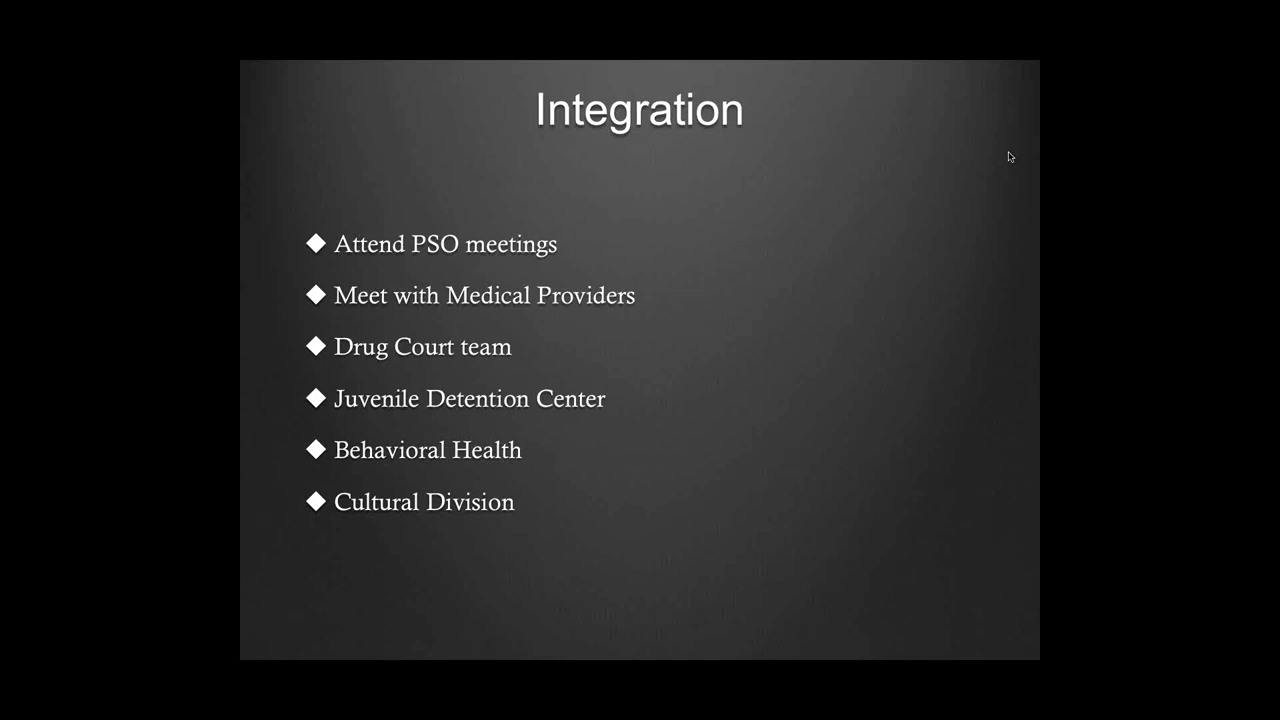 Integration
Attend PSO meetings
Meet with Medical Providers
Drug Court team
Juvenile Detention Center
Behavioral Health
Cultural Division